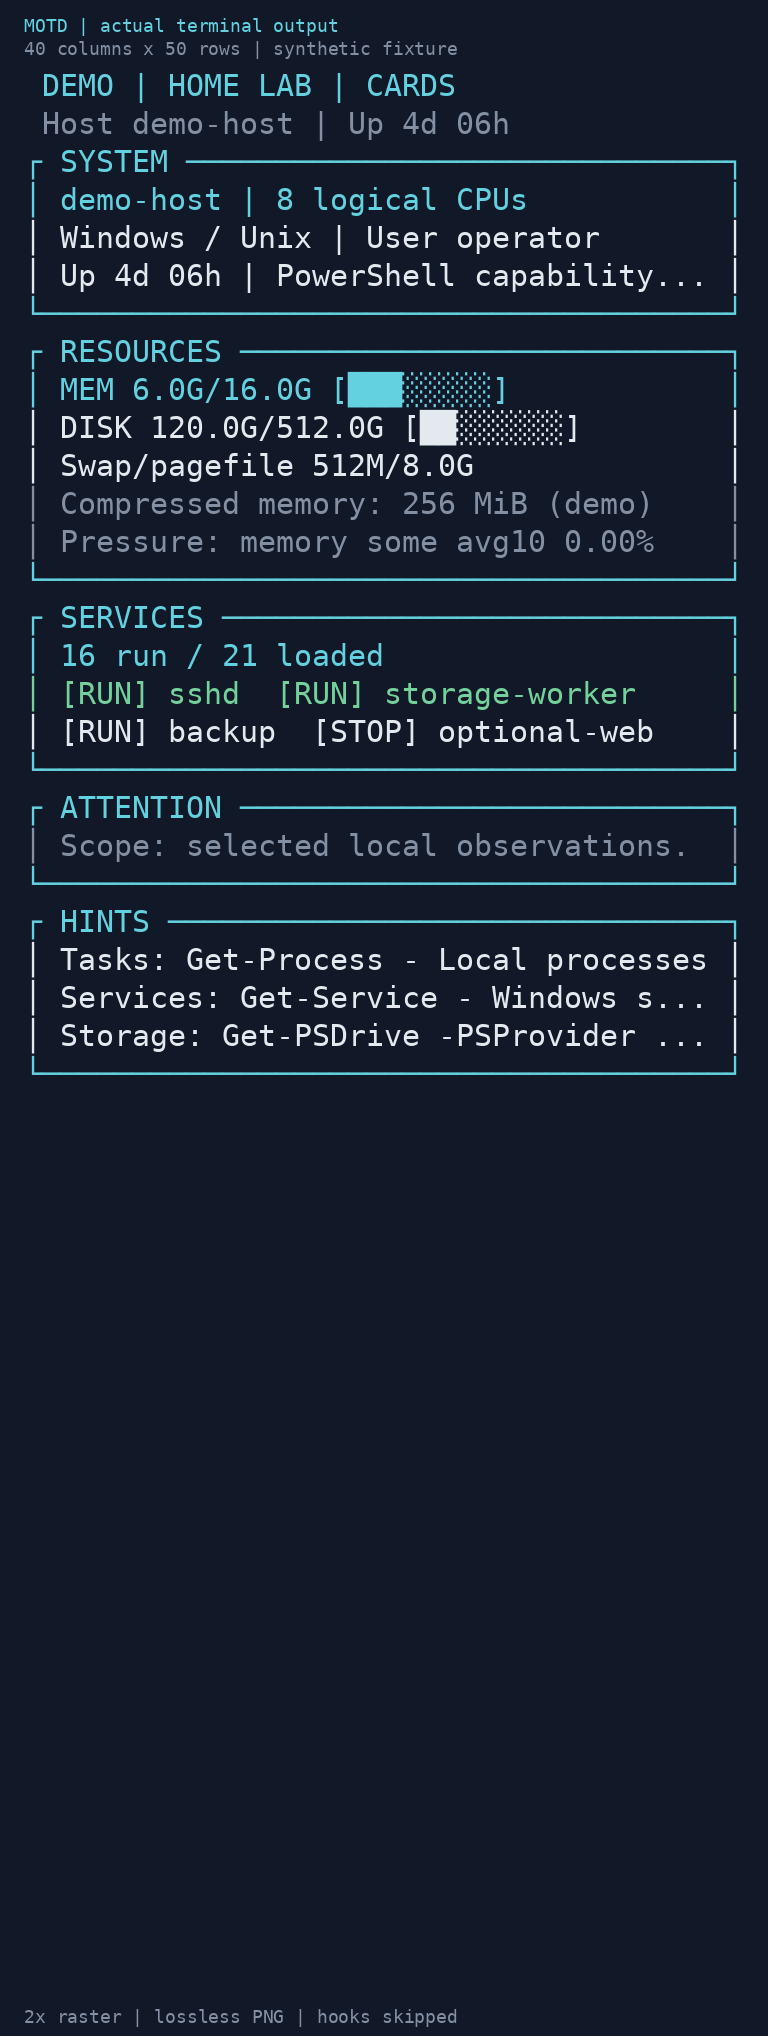 MOTD | actual terminal output
40 columns x 50 rows | synthetic fixture
DEMO | HOME LAB | CARDS
Host demo-host | Up 4d 06h
SYSTEM
demo-host | 8 logical CPUs
Windows / Unix | User operator
Up 4d 06h | PowerShell capability...
RESOURCES
MEM 6.0G/16.0G [███░░░░░]
DISK 120.0G/512.0G [██░░░░░░]
Swap/pagefile 512M/8.0G
Compressed memory: 256 MiB (demo)
Pressure: memory some avg10 0.00%
SERVICES
16 run / 21 loaded
[RUN] sshd  [RUN] storage-worker
[RUN] backup  [STOP] optional-web
ATTENTION
Scope: selected local observations.
HINTS
Tasks: Get-Process - Local processes
Services: Get-Service - Windows s...
Storage: Get-PSDrive -PSProvider ...
2x raster | lossless PNG | hooks skipped